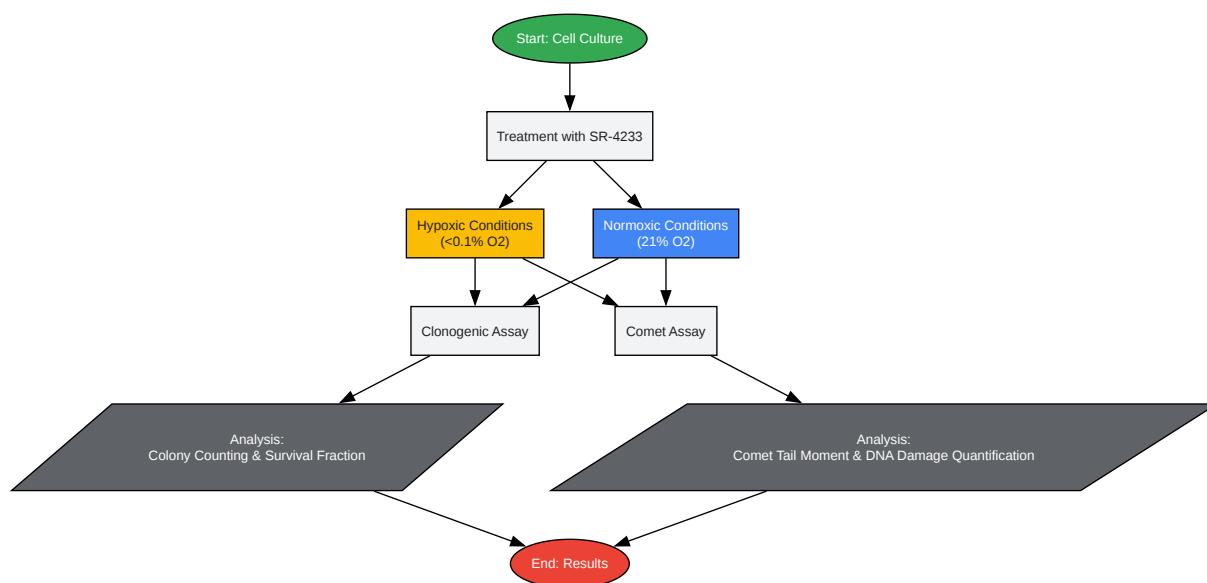 Start: Cell Culture
Treatment with SR-4233
Hypoxic Conditions
(<0.1% O2)
Normoxic Conditions
(21% O2)
Clonogenic Assay
Comet Assay
Analysis:
Colony Counting & Survival Fraction
Analysis:
Comet Tail Moment & DNA Damage Quantification
End: Results